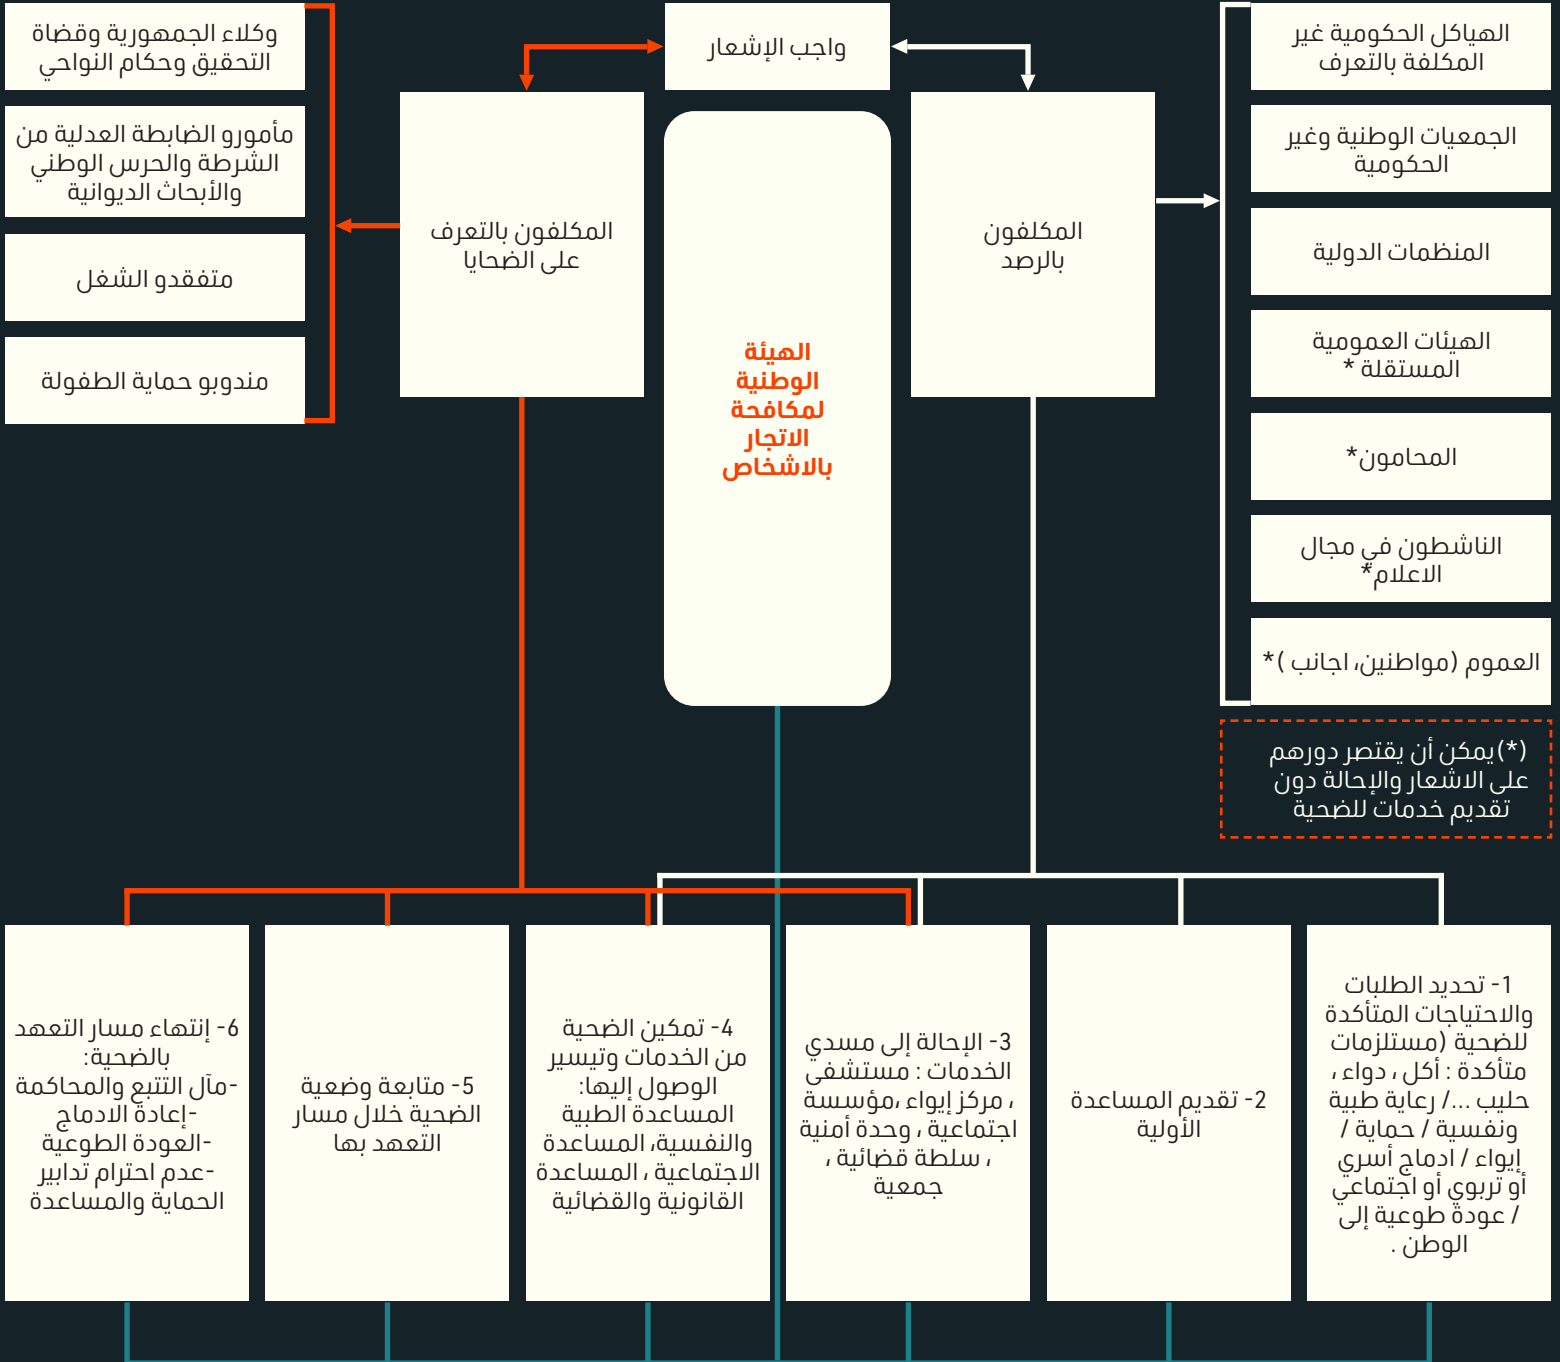 الهياكل الحكومية غير
المكلفة بالتعرف
الجمعيات الوطنية وغير
الحكومية
المنظمات الدولية
الهيئات العمومية
المستقلة *
المحامون*
الناشطون في مجال
الاعلام*
العموم (مواطنين، اجانب )*
(*)يمكن أن يقتصر دورهم
على الاشعار والإحالة دون
تقديم خدمات للضحية
المكلفون
بالرصد
واجب الإشعار
الهيئة
الوطنية
لمكافحة
الاتجار
بالاشخاص
المكلفون بالتعرف
على الضحايا
وكلاء الجمهورية وقضاة
التحقيق وحكام النواحي
مأمورو الضابطة العدلية من
الشرطة والحرس الوطني
والأبحاث الديوانية
متفقدو الشغل
مندوبو حماية الطفولة
1- تحديد الطلبات
والاحتياجات المتأكدة
للضحية (مستلزمات
متأكدة : أكل ، دواء ،
حليب .../ رعاية طبية
ونفسية / حماية /
إيواء / ادماج أسري
أو تربوي أو اجتماعي
/ عودة طوعية إلى
الوطن .
2- تقديم المساعدة
الأولية
3- الإحالة إلى مسدي
الخدمات : مستشفى
، مركز إيواء ،مؤسسة
اجتماعية ، وحدة أمنية
، سلطة قضائية ،
جمعية
4- تمكين الضحية
من الخدمات وتيسير
الوصول إليها:
المساعدة الطبية
والنفسية، المساعدة
الاجتماعية ، المساعدة
القانونية والقضائية
5- متابعة وضعية
الضحية خلال مسار
التعهد بها
6- إنتهاء مسار التعهد
بالضحية:
-مآل التتبع والمحاكمة
-إعادة الادماج
-العودة الطوعية
-عدم احترام تدابير
الحماية والمساعدة